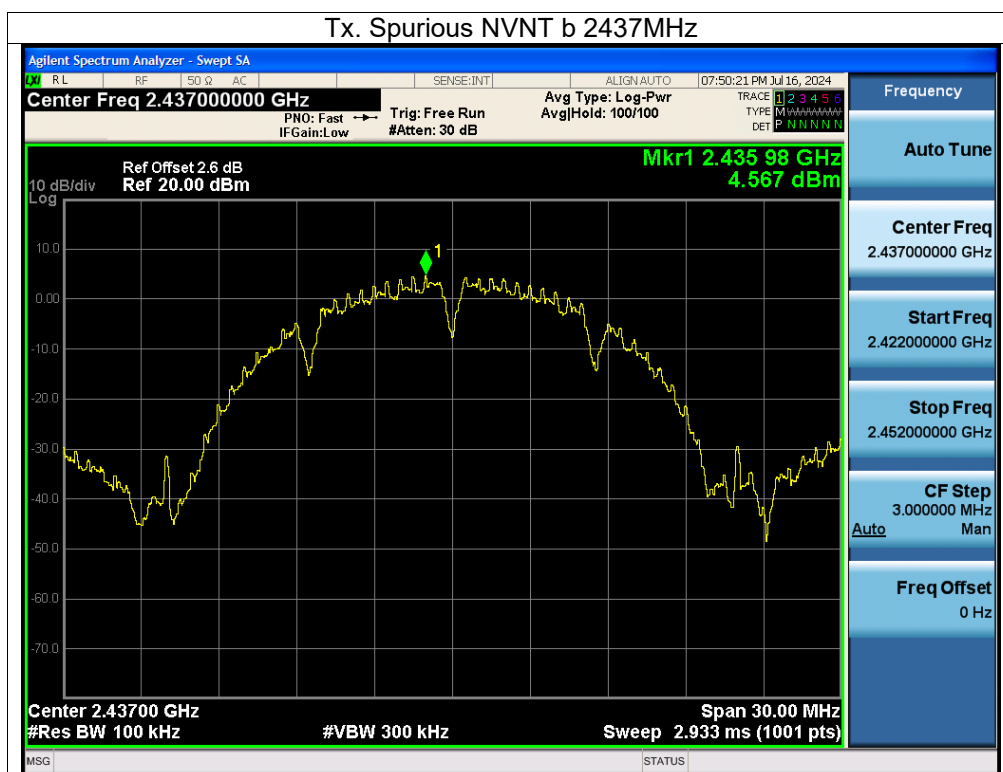 Tx. Spurious NVNT b 2437MHz
Agilent Spectrum Analyzer - Swept SA
LXI RL RF 50 Ω AC SENSE:INT ALIGN AUTO 07:50:21 PM Jul 16, 2024
Center Freq 2.437000000 GHz
PNO: Fast
IFGain:Low
Trig: Free Run
#Atten: 30 dB
Avg Type: Log-Pwr
Avg|Hold: 100/100
TRACE 1 2 3 4 5 6
TYPE M WWWWW
DET P N N N N N
Ref Offset 2.6 dB
10 dB/div Ref 20.00 dBm
Log
Mkr1 2.435 98 GHz
4.567 dBm
1
10.0
0.00
-10.0
-20.0
-30.0
-40.0
-50.0
-60.0
-70.0
Center 2.43700 GHz Span 30.00 MHz
#Res BW 100 kHz #VBW 300 kHz Sweep 2.933 ms (1001 pts)
MSG STATUS
Frequency
Auto Tune
Center Freq
2.437000000 GHz
Start Freq
2.422000000 GHz
Stop Freq
2.452000000 GHz
CF Step
3.000000 MHz
Auto Man
Freq Offset
0 Hz